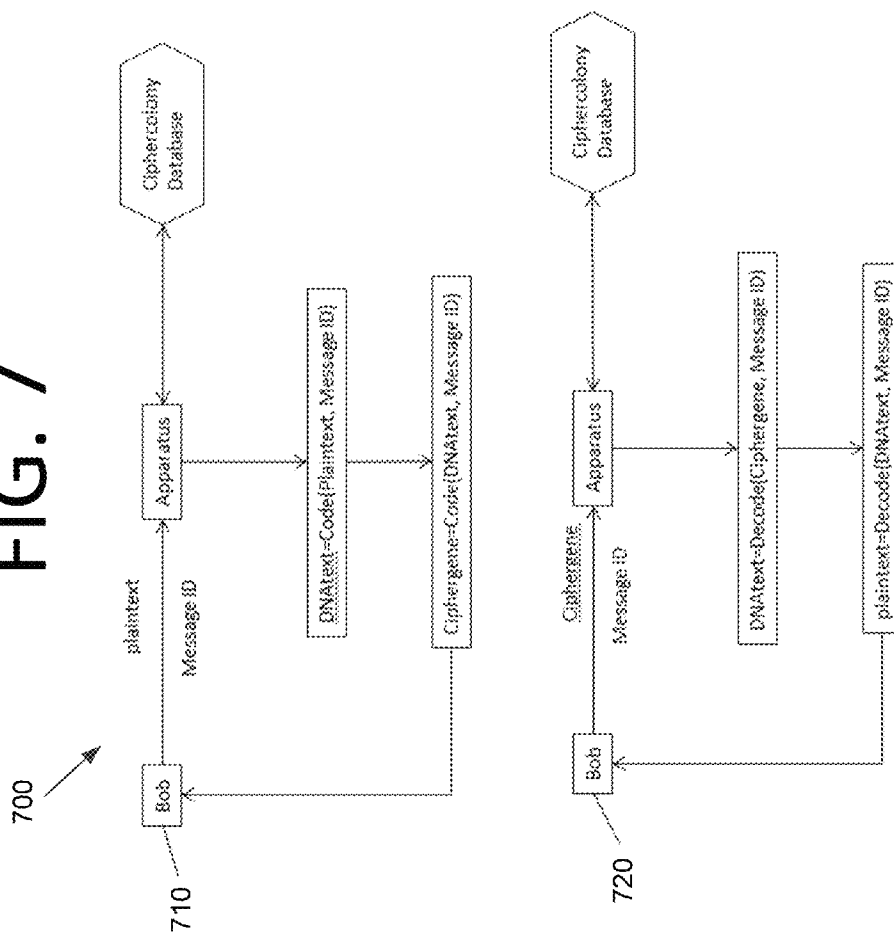 FIG. 7
700
710
Bob
plaintext
Message ID
Apparatus
Ciphercolony
Database
DNAtext=Code(Plaintext, Message ID)
Ciphergene=Code(DNAtext, Message ID)
720
Bob
Ciphergene
Message ID
Apparatus
Ciphercolony
Database
DNAtext=Decode(Ciphergene, Message ID)
plaintext=Decode(DNAtext, Message ID)